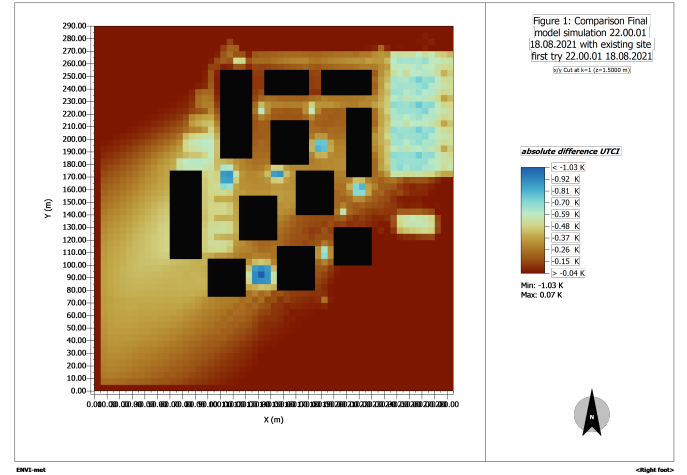 Figure 1: Comparison Final
model simulation 22.00.01
18.08.2021 with existing site
first try 22.00.01 18.08.2021
x/y Cut at k=1 (z=1.5000 m)
290.00
280.00
270.00
260.00
250.00
240.00
230.00
220.00
210.00
200.00
190.00
180.00
170.00
160.00
150.00
140.00
130.00
120.00
110.00
100.00
90.00
80.00
70.00
60.00
50.00
40.00
30.00
20.00
10.00
0.00
Y (m)
X (m)
absolute difference UTCI
< -1.03 K
-0.92 K
-0.81 K
-0.70 K
-0.59 K
-0.48 K
-0.37 K
-0.26 K
-0.15 K
> -0.04 K
Min: -1.03 K
Max: 0.07 K
N
ENVI-met
<Right foot>